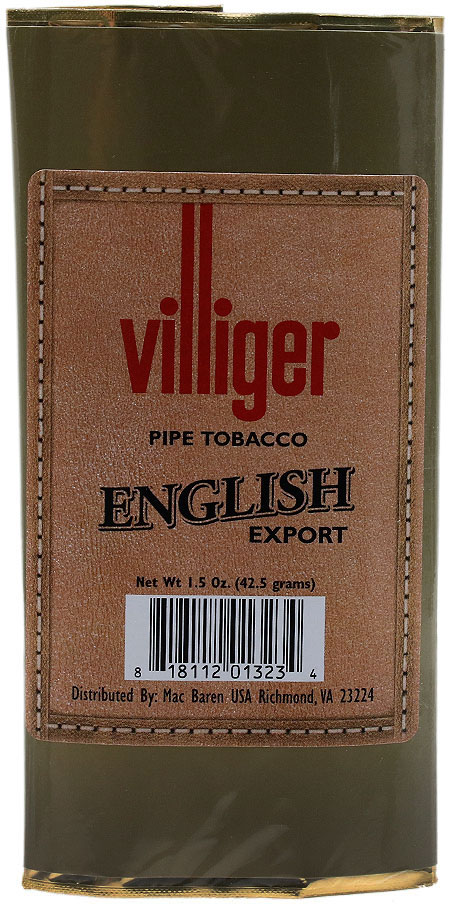 villiger
PIPE TOBACCO
ENGLISH
EXPORT
Net Wt 1.5 Oz. (42.5 grams)
8 18112 01323 4
Distributed By: Mac Baren USA Richmond, VA 23224